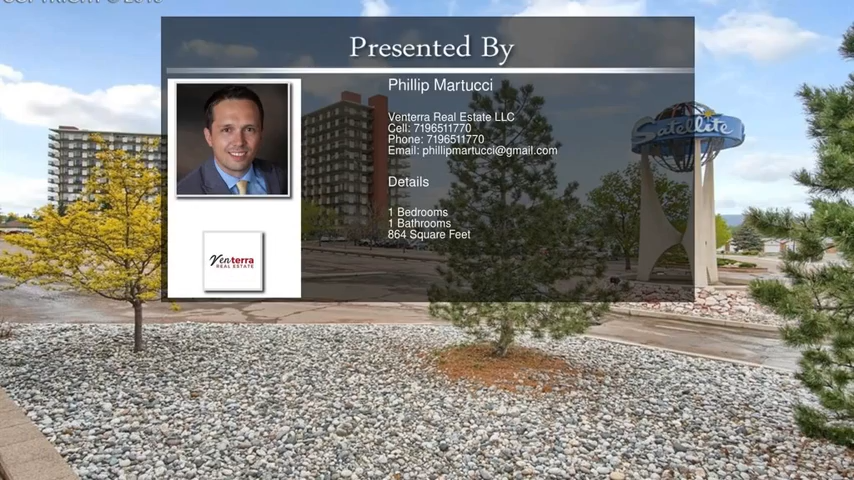 Presented By
Phillip Martucci
Venterra Real Estate LLC
Cell: 7196511770
Phone: 7196511770
Email: phillipmartucci@gmail.com
Details
1 Bedrooms
1 Bathrooms
864 Square Feet
Venterra
REAL ESTATE
Satellite